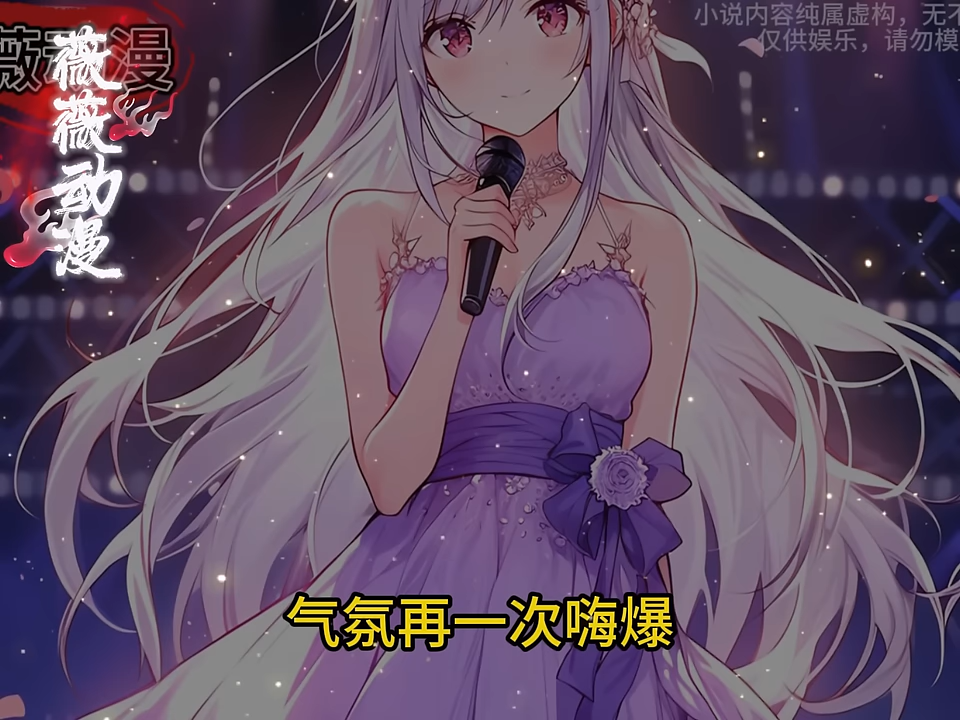 小说内容纯属虚构，无不
仅供娱乐，请勿模
薇薇动漫
薇 漫
气氛再一次嗨爆